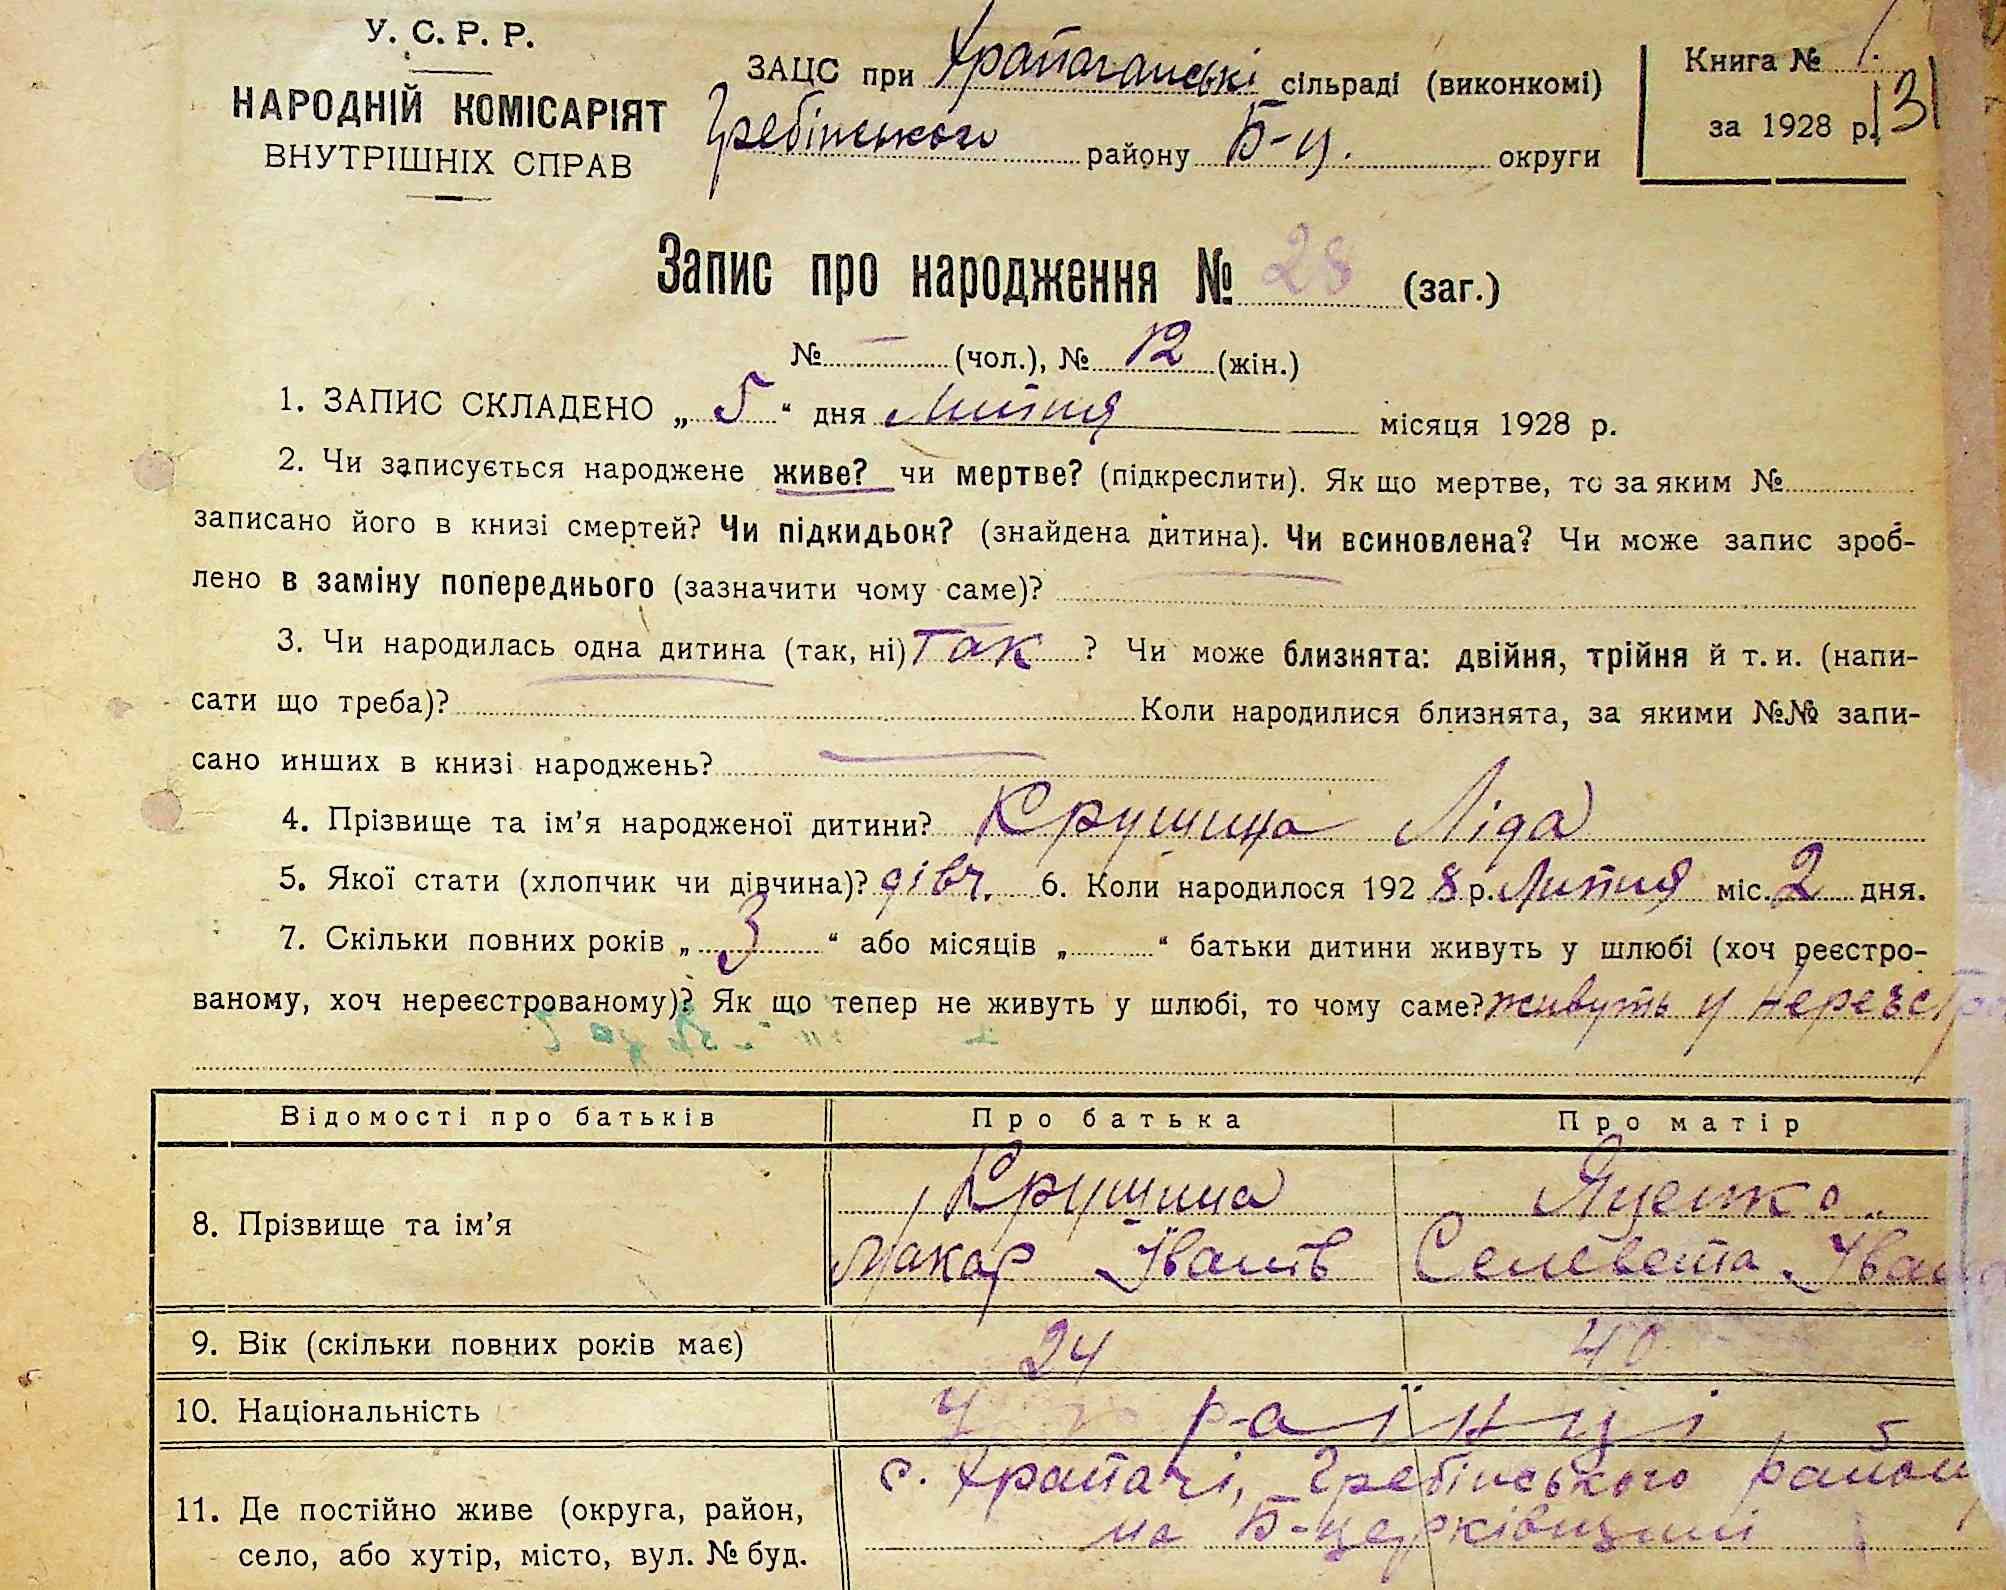 У. С. Р. Р.
НАРОДНІЙ КОМІСАРІЯТ
ВНУТРІШНІХ СПРАВ
ЗАЦС при Храпачанські сільраді (виконкомі)
Гребінського району Б-Ц. округи
Книга № 1.
за 1928 р. 131
Запис про народження № 28 (заг.)
№ — (чол.), № 12 (жін.)
1. ЗАПИС СКЛАДЕНО „ 5 “ дня Липня місяця 1928 р.
2. Чи записується народжене живе? чи мертве? (підкреслити). Як що мертве, то за яким №
записано його в книзі смертей? Чи підкидьок? (знайдена дитина). Чи всиновлена? Чи може запис зроб-
лено в заміну попереднього (зазначити чому саме)?
3. Чи народилась одна дитина (так, ні) Так ? Чи може близнята: двійня, трійня й т. и. (напи-
сати що треба)? Коли народилися близнята, за якими №№ запи-
сано инших в книзі народжень?
4. Прізвище та ім’я народженої дитини? Крушина Ліда
5. Якої стати (хлопчик чи дівчина)? дівч. 6. Коли народилося 1928 р. Липня міс. 2 дня.
7. Скільки повних років „ 3 “ або місяців „ “ батьки дитини живуть у шлюбі (хоч реєстро-
ваному, хоч нереєстрованому)? Як що тепер не живуть у шлюбі, то чому саме? живуть у нереєстро
Відомості про батьків Про батька Про матір
8. Прізвище та ім’я Крушина Яценко
Макар Іванів Селевета Івано
9. Вік (скільки повних років має) 24 40
10. Національність У раїнці
11. Де постійно живе (округа, район, с. Храпачі, Гребінського району
село, або хутір, місто, вул. № буд. на Б-церківщині